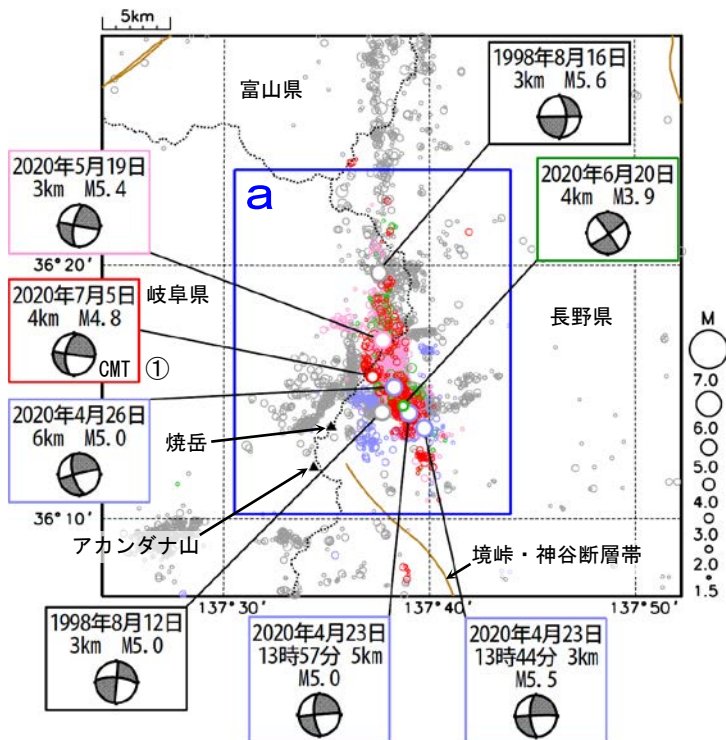 5km
富山県
1998年8月16日
3km M5.6
2020年5月19日
3km M5.4
a
2020年6月20日
4km M3.9
36°20′
岐阜県
長野県
2020年7月5日
4km M4.8
CMT
①
2020年4月26日
6km M5.0
焼岳
アカンダナ山
36°10′
境峠・神谷断層帯
M
7.0
6.0
5.0
4.0
3.0
2.0
1.5
137°30′
137°40′
137°50′
1998年8月12日
3km M5.0
2020年4月23日
13時57分 5km
M5.0
2020年4月23日
13時44分 3km
M5.5